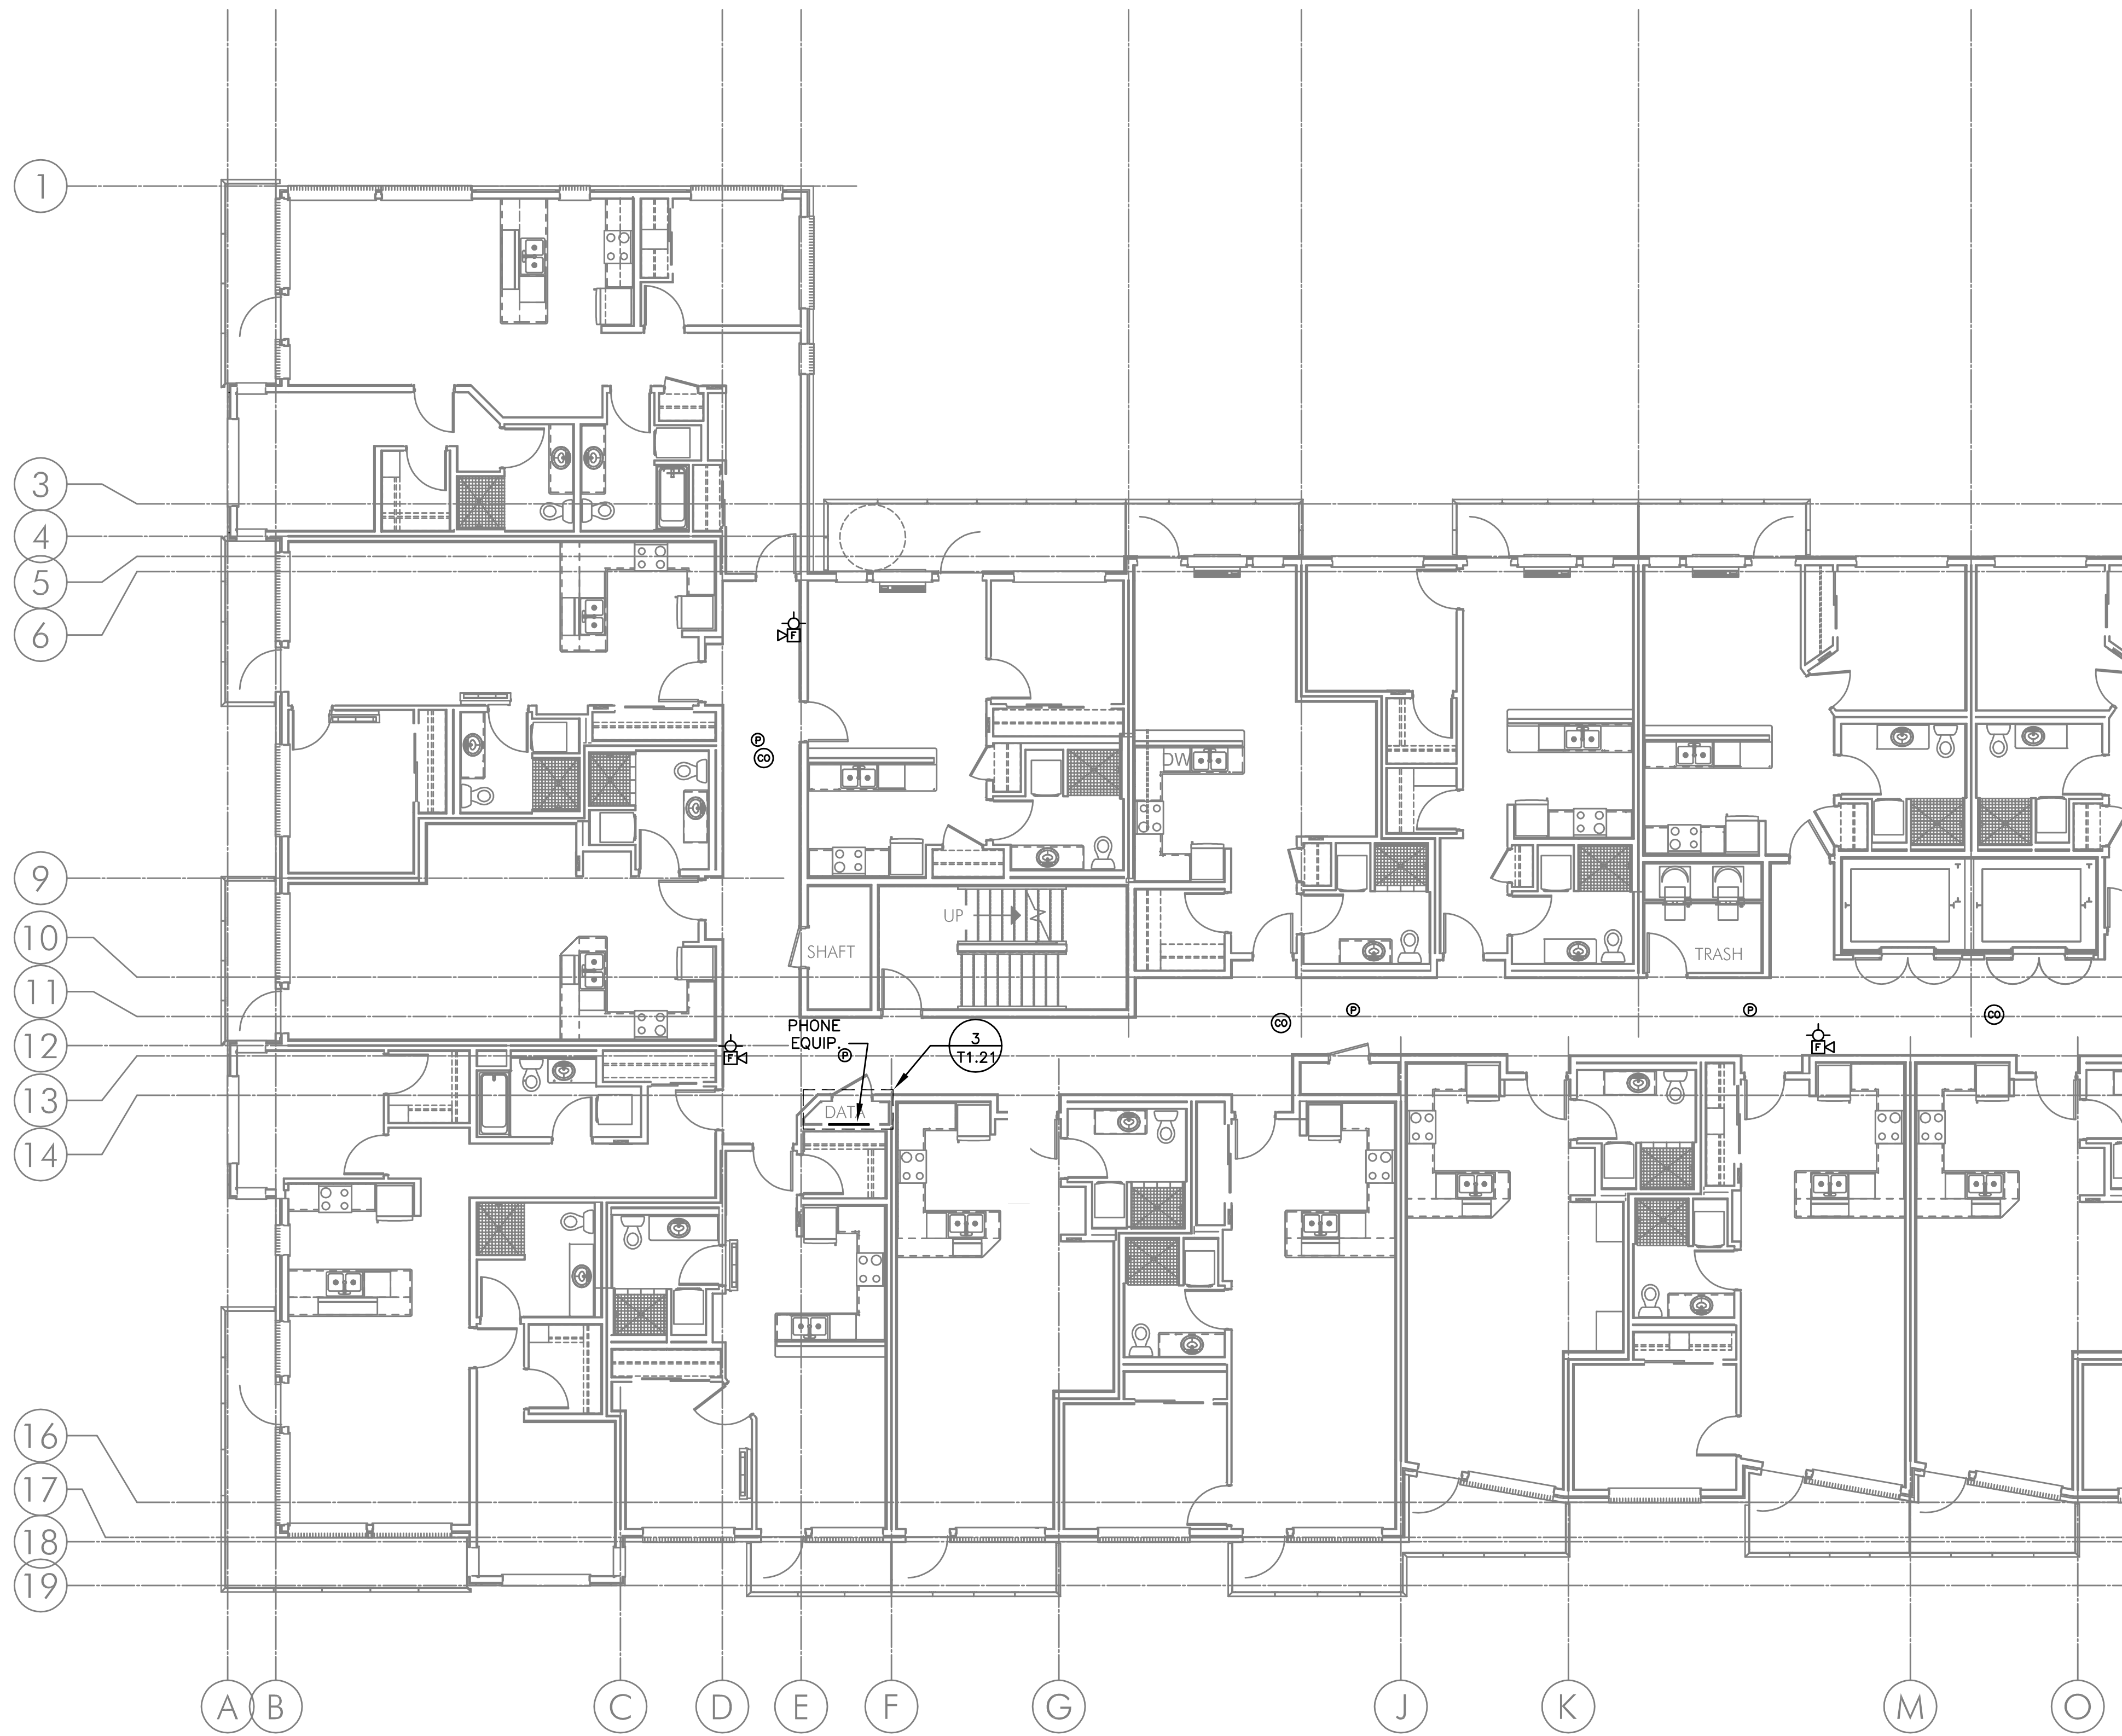 1
3
4
5
6
F
P
CO
DW
9
UP
10
SHAFT
TRASH
11
P
P
CO
CO
12
PHONE
EQUIP.
P
3
T1.21
F
F
13
DATA
14
16
17
18
19
A
B
C
D
E
F
G
J
K
M
O